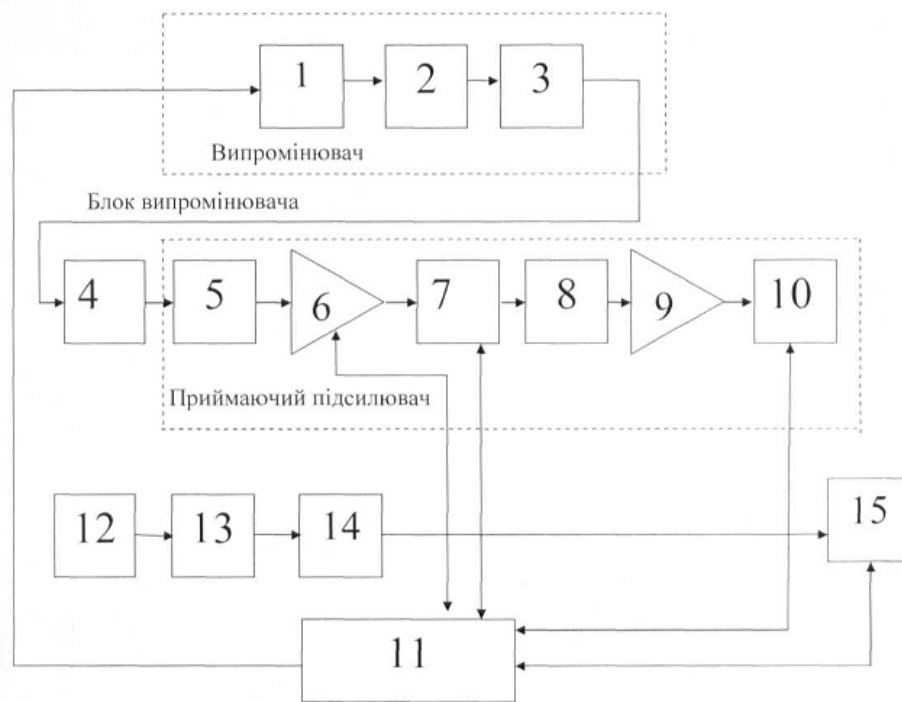 1 2 3
Випромінювач
Блок випромінювача
4 5 6 7 8 9 10
Приймаючий підсилювач
12 13 14 15
11